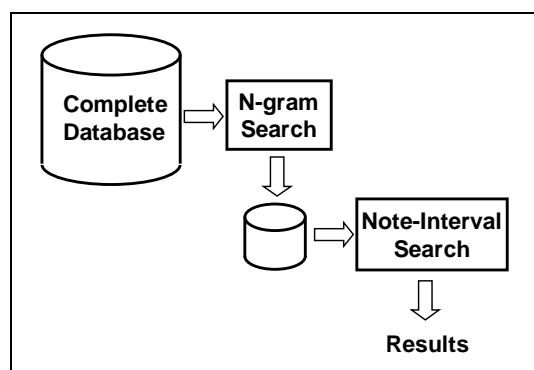 Complete
Database
N-gram
Search
Note-Interval
Search
Results